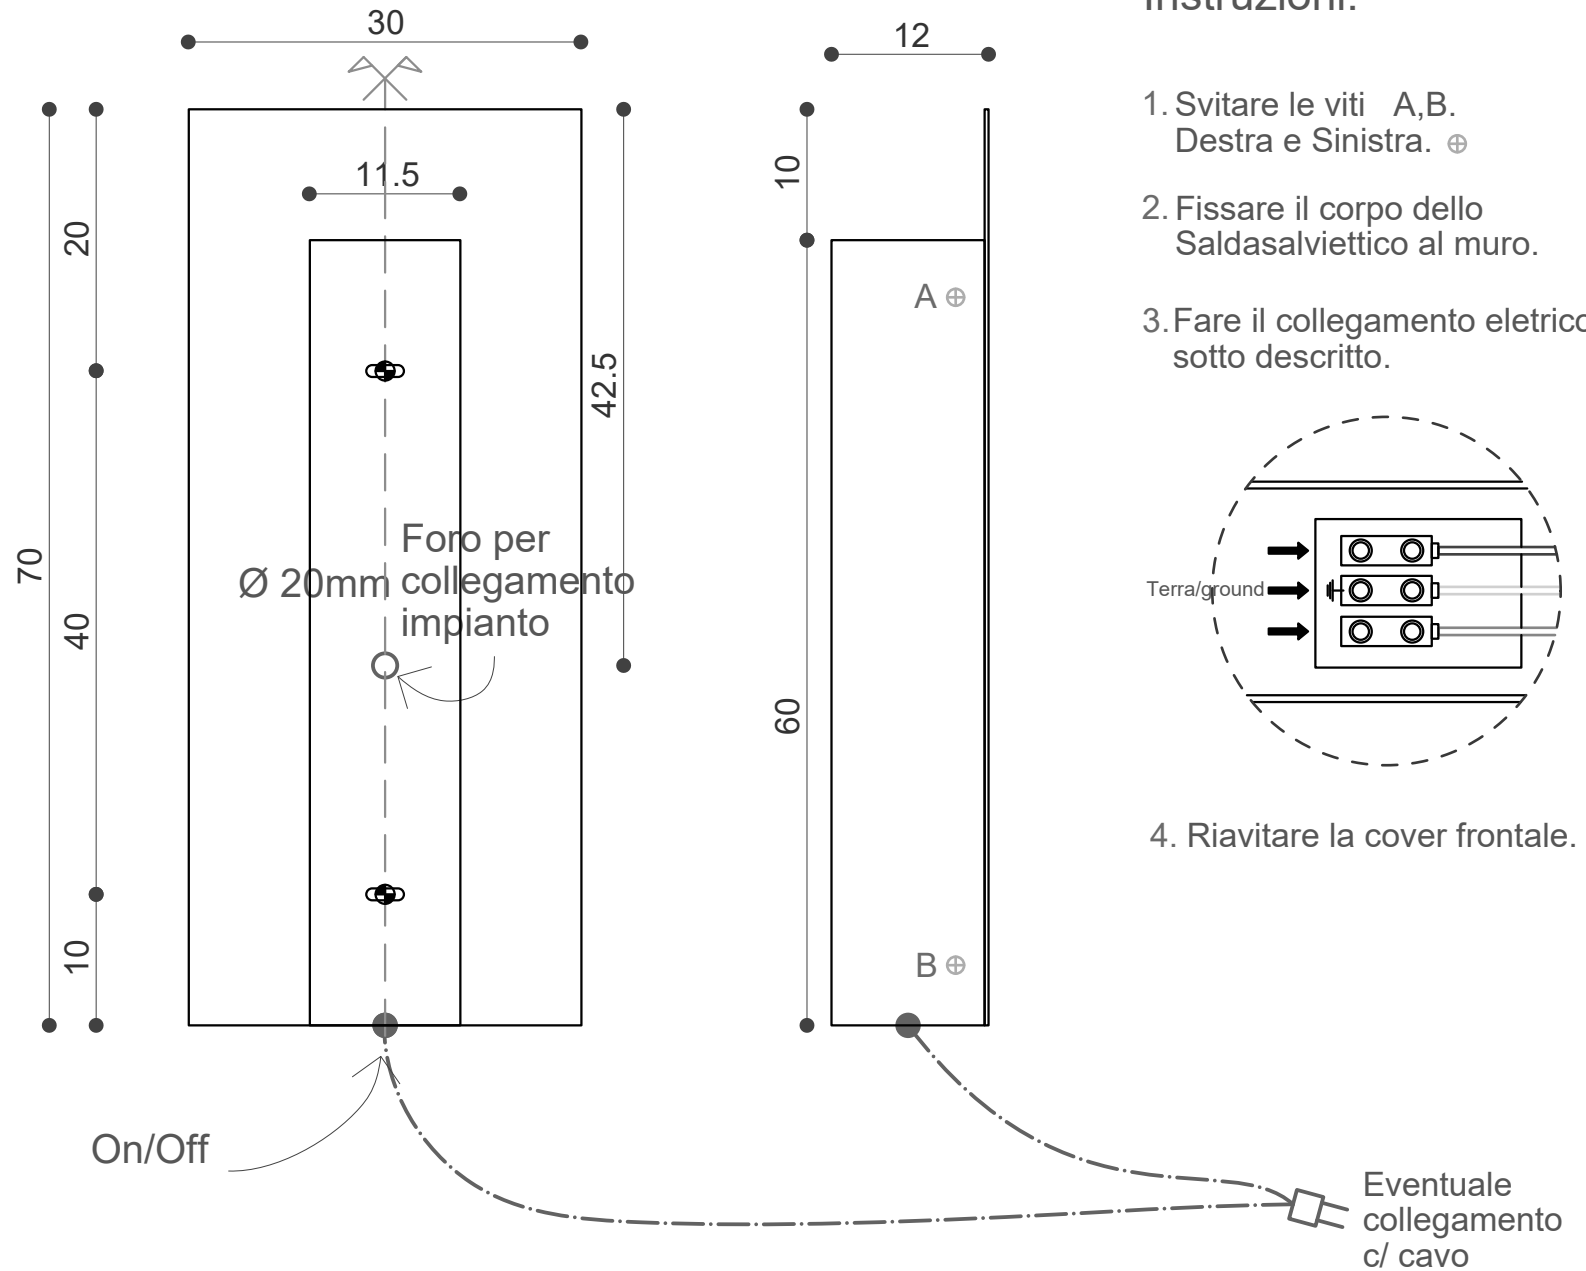 30
11.5
20
70
40
10
42.5
Foro per
Ø 20mm collegamento
impianto
On/Off
12
10
60
A
B
Instruzioni:
1. Svitare le viti A,B.
Destra e Sinistra.
2. Fissare il corpo dello
Saldasalviettico al muro.
3. Fare il collegamento eletrico
sotto descritto.
Terra/ground
4. Riavitare la cover frontale.
Eventuale
collegamento
c/ cavo